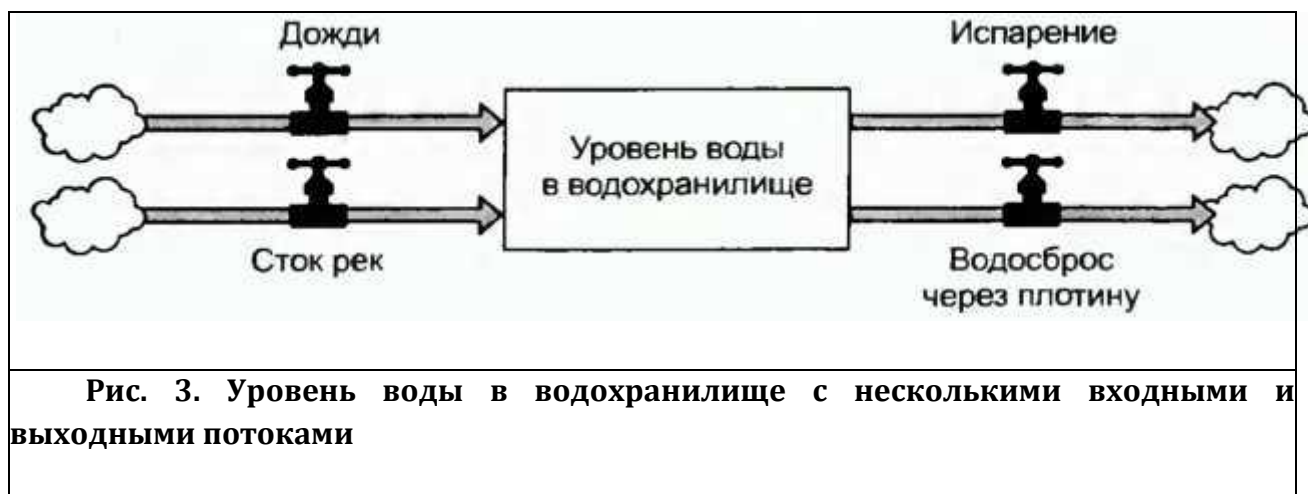 Дожди
Испарение
Уровень воды
в водохранилище
Сток рек
Водосброс
через плотину
Рис. 3. Уровень воды в водохранилище с несколькими входными и
выходными потоками